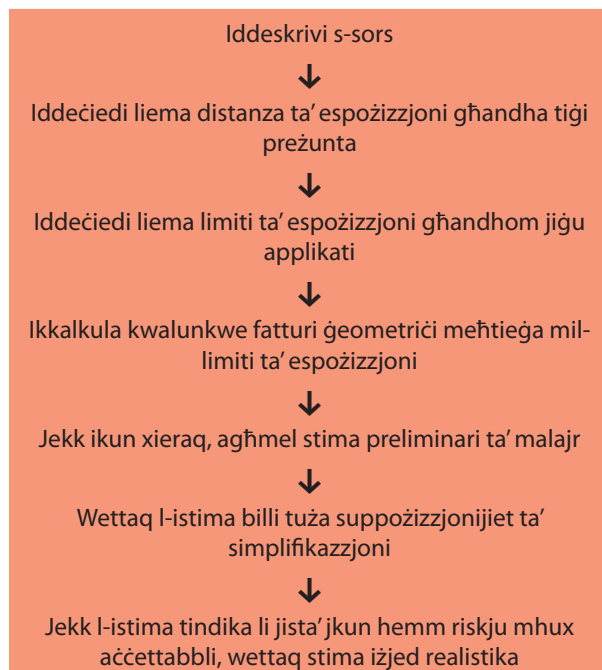 Iddeskrivi s-sors
↓
Iddeċiedi liema distanza ta’ espożizzjoni għandha tiġi
preżunta
↓
Iddeċiedi liema limiti ta’ espożizzjoni għandhom jiġu
applikati
↓
Ikkalkula kwalunkwe fatturi ġeometriċi meħtieġa mil-
limiti ta’ espożizzjoni
↓
Jekk ikun xieraq, agħmel stima preliminari ta’ malajr
↓
Wettaq l-istima billi tuża suppożizzjonijiet ta’
simplifikazzjoni
↓
Jekk l-istima tindika li jista’ jkun hemm riskju mhux
aċċettabbli, wettaq stima iżjed realistika